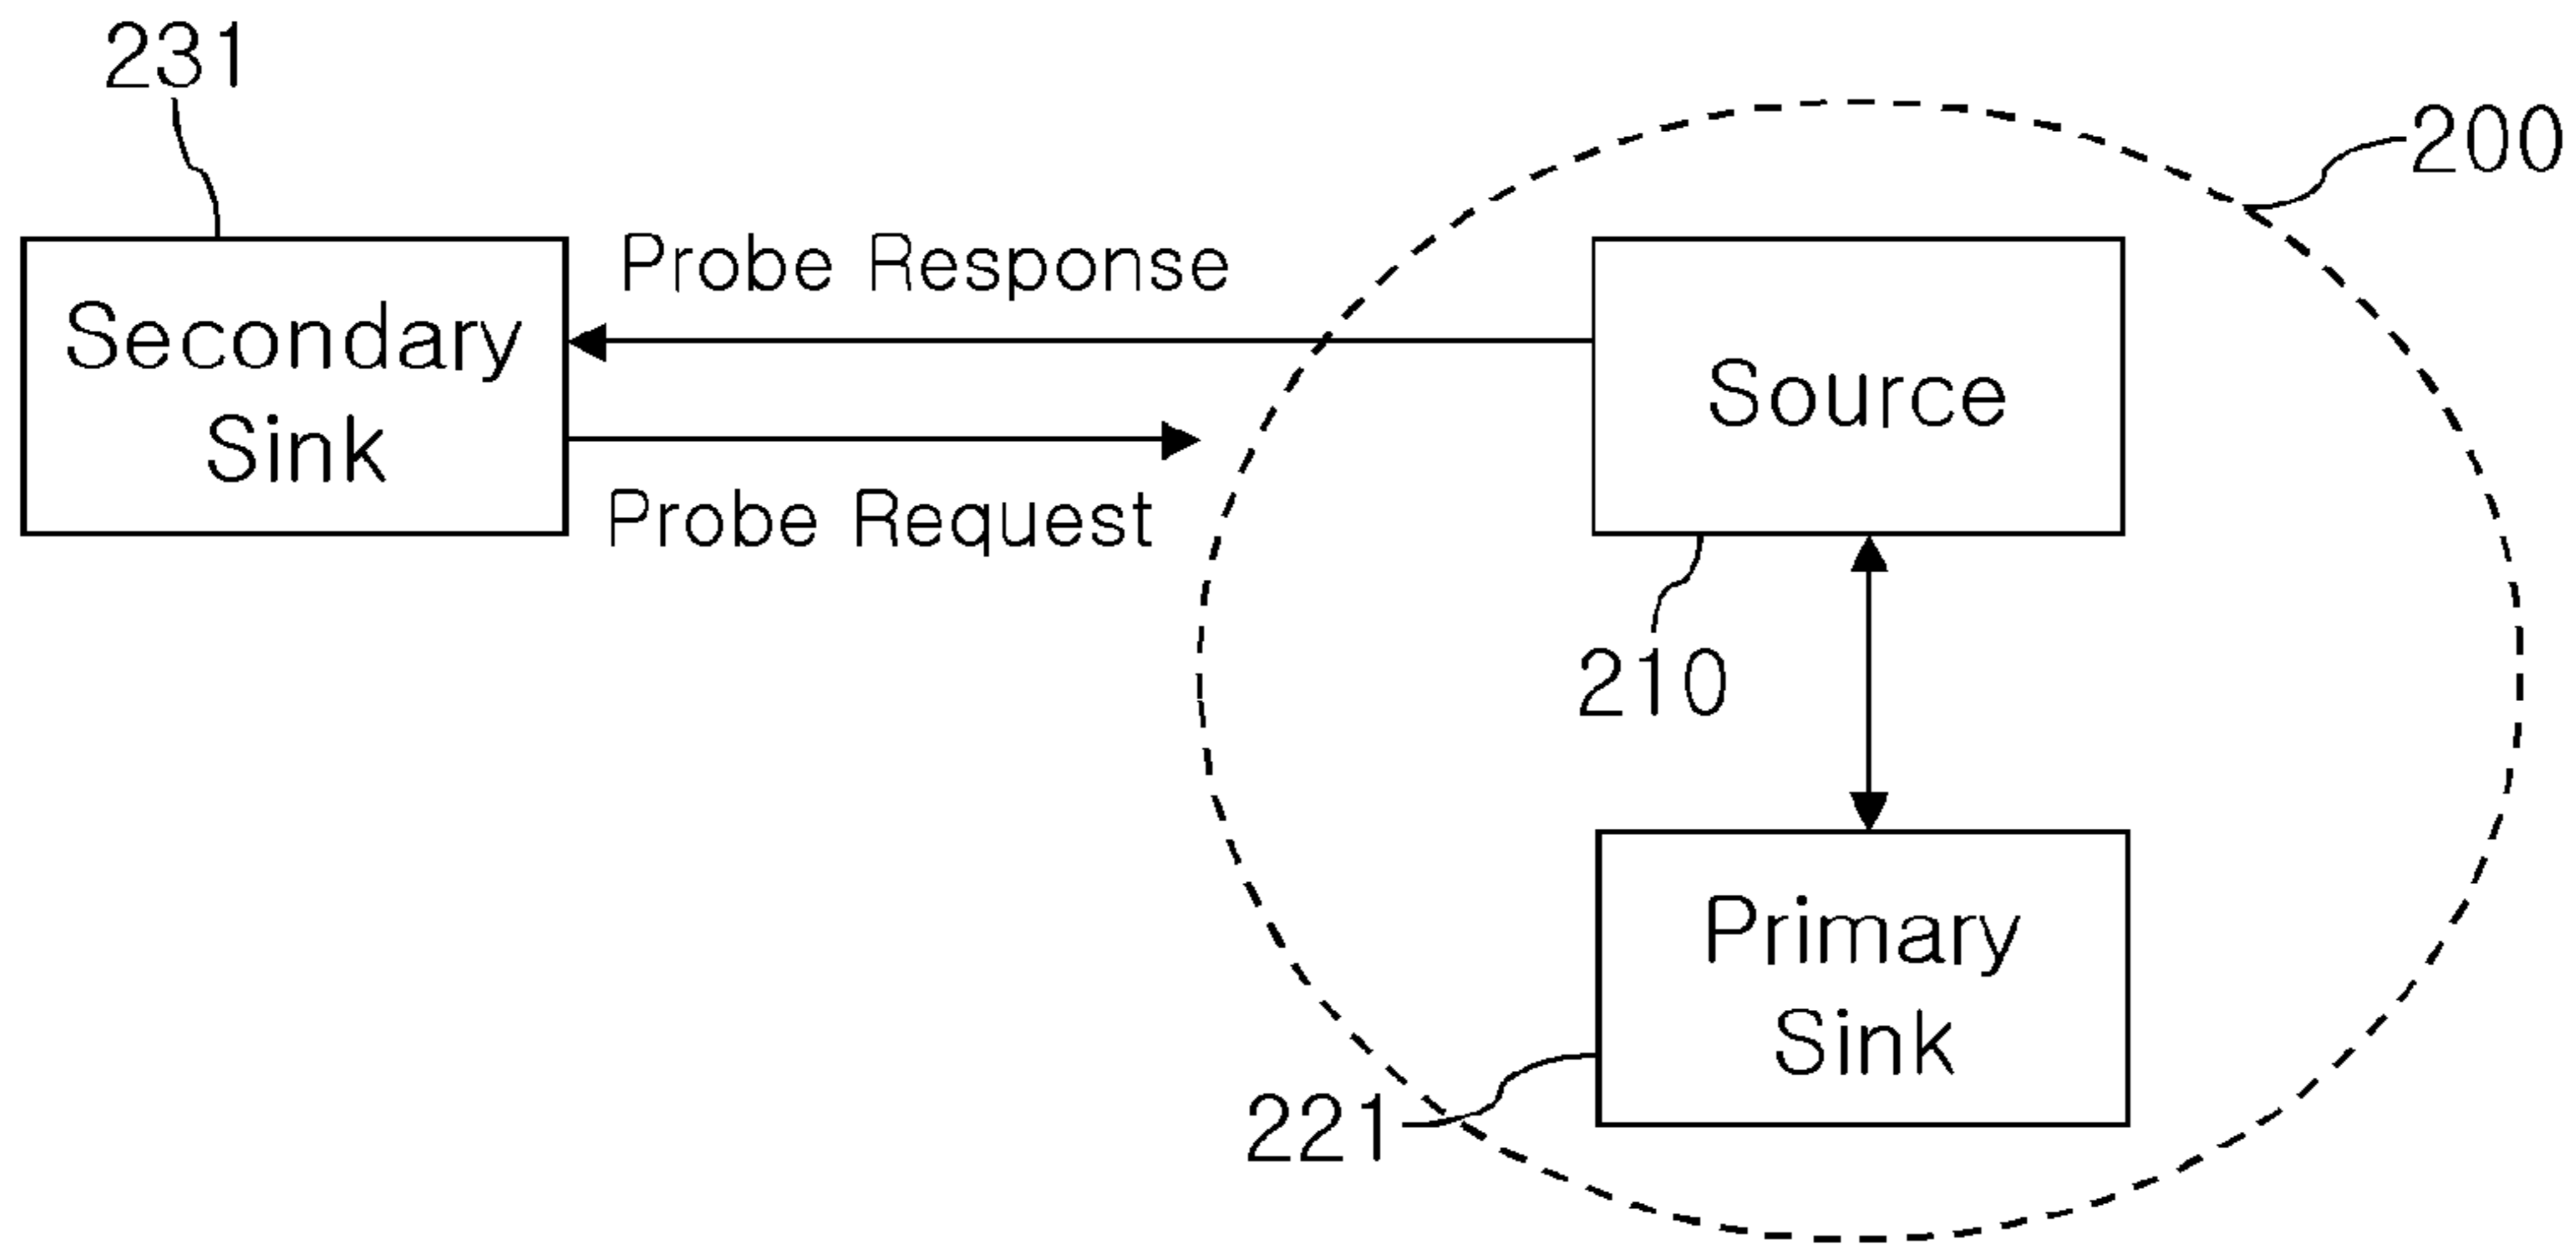 231
200
Probe Response
Secondary
Sink
Source
Probe Request
210
Primary
Sink
221